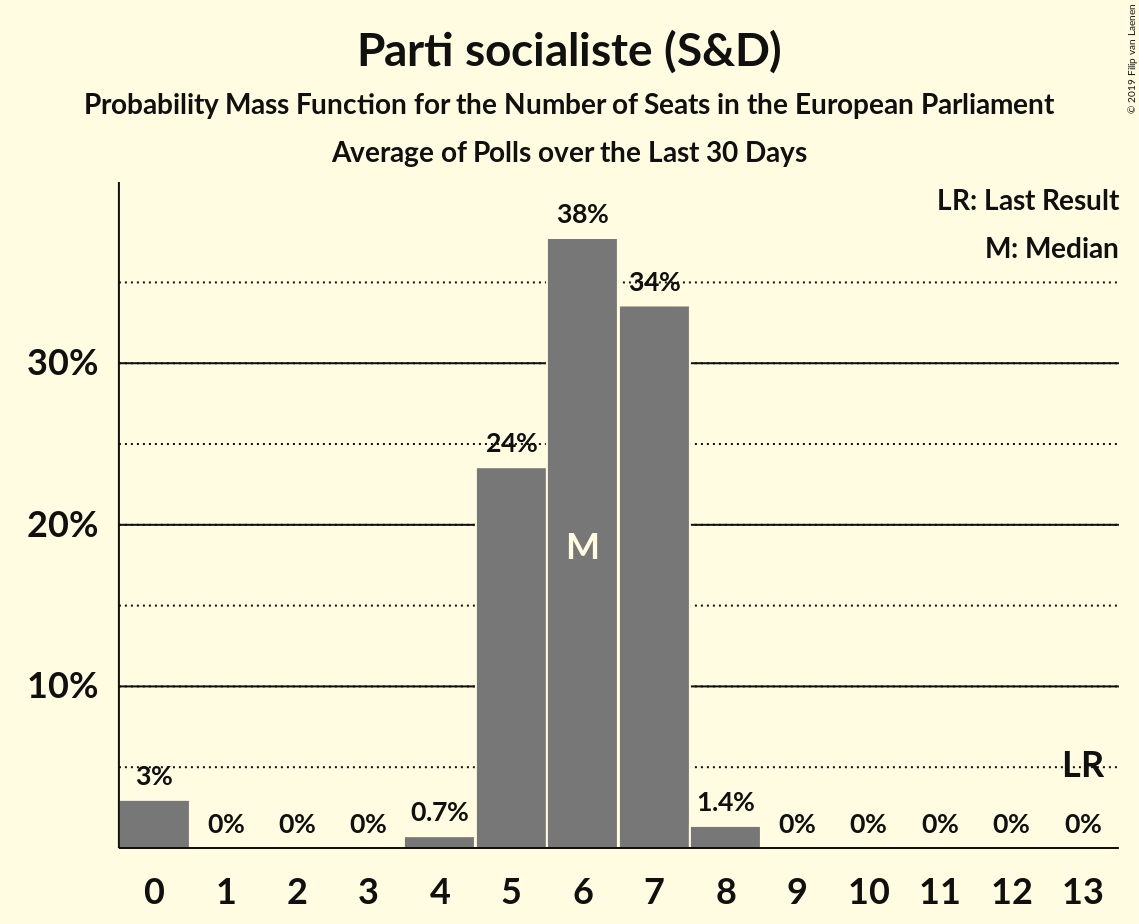 Parti socialiste (S&D)
Probability Mass Function for the Number of Seats in the European Parliament
Average of Polls over the Last 30 Days
© 2019 Filip van Laenen
LR: Last Result
M: Median
38%
34%
30%
24%
20%
M
10%
LR
3%
0%
0%
0%
0.7%
1.4%
0%
0%
0%
0%
0%
0 1 2 3 4 5 6 7 8 9 10 11 12 13